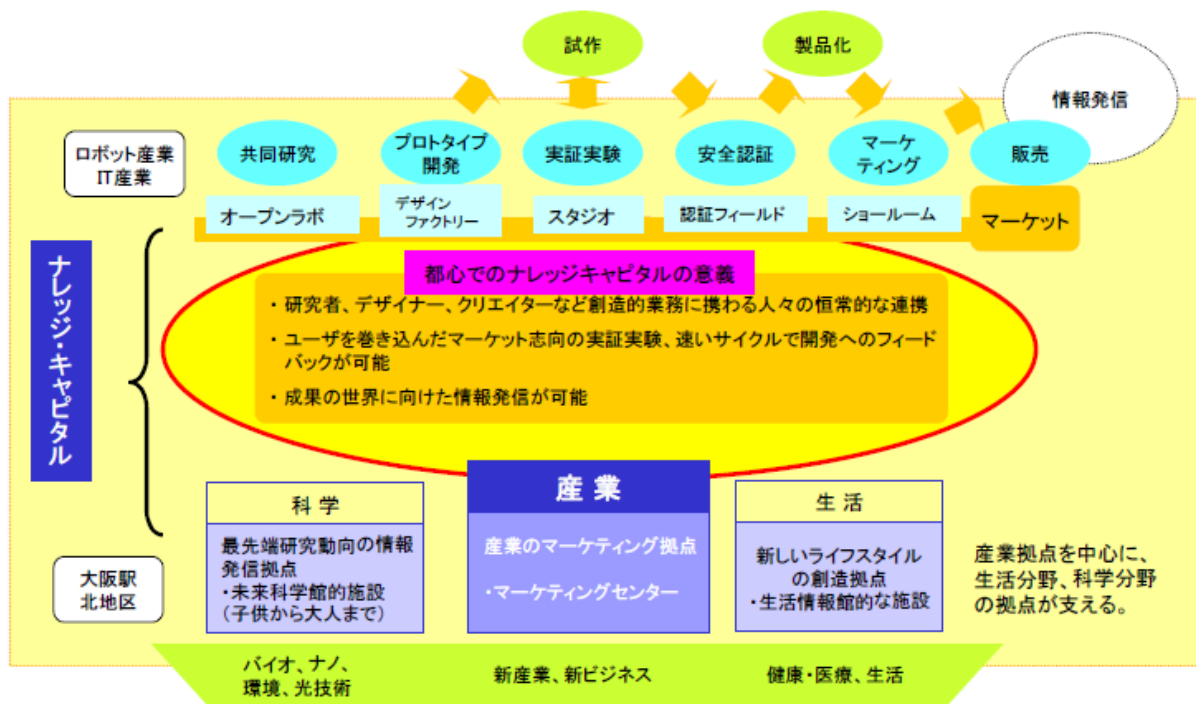 試作
製品化
情報発信
ロボット産業
IT産業
共同研究
プロトタイプ
開発
実証実験
安全認証
マーケ
ティング
販売
オープンラボ
デザイン
ファクトリー
スタジオ
認証フィールド
ショールーム
マーケット
ナレッジ・キャピタル
都心でのナレッジキャピタルの意義
・ 研究者、デザイナー、クリエイターなど創造的業務に携わる人々の恒常的な連携
・ ユーザを巻き込んだマーケット志向の実証実験、速いサイクルで開発へのフィード
バックが可能
・ 成果の世界に向けた情報発信が可能
科 学
最先端研究動向の情報
発信拠点
・未来科学館的施設
(子供から大人まで)
産 業
産業のマーケティング拠点
・マーケティングセンター
生 活
新しいライフスタイル
の創造拠点
・生活情報館的な施設
大阪駅
北地区
産業拠点を中心に、
生活分野、科学分野
の拠点が支える。
バイオ、ナノ、
環境、光技術
新産業、新ビジネス
健康・医療、生活